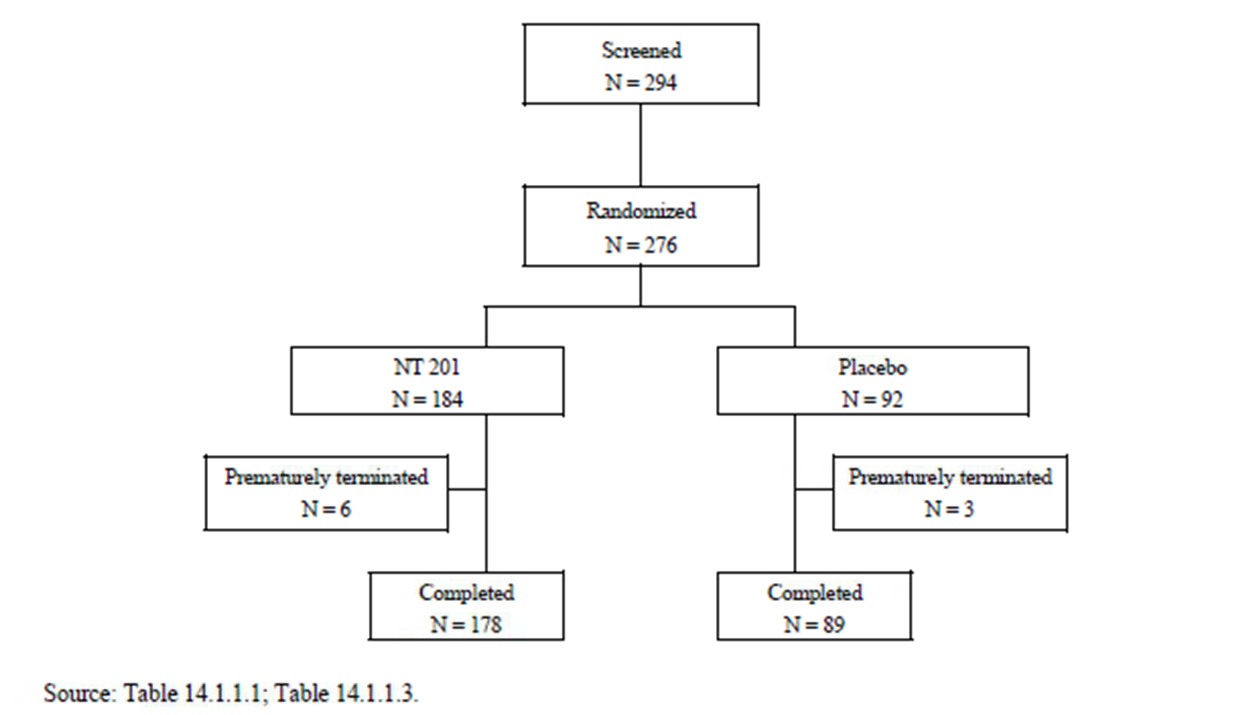 Screened
N = 294
Randomized
N = 276
NT 201
N = 184
Placebo
N = 92
Prematurely terminated
N = 6
Prematurely terminated
N = 3
Completed
N = 178
Completed
N = 89
Source: Table 14.1.1.1; Table 14.1.1.3.